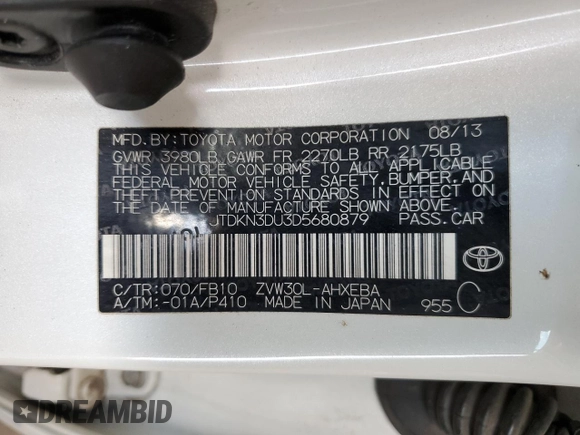 MFD. BY: TOYOTA MOTOR CORPORATION 08/13
GVWR 3980LB GAWR FR 2270LB RR 2175LB
THIS VEHICLE CONFORMS TO ALL APPLICABLE
FEDERAL MOTOR VEHICLE SAFETY, BUMPER, AND
THEFT PREVENTION STANDARDS IN EFFECT ON
THE DATE OF MANUFACTURE SHOWN ABOVE.
JTDKN3DU3D5680879 PASS.CAR
C/TR: 070/FB10 ZVW30L-AHXEBA
A/TM: -01A/P410 MADE IN JAPAN 955 C
DREAMBID